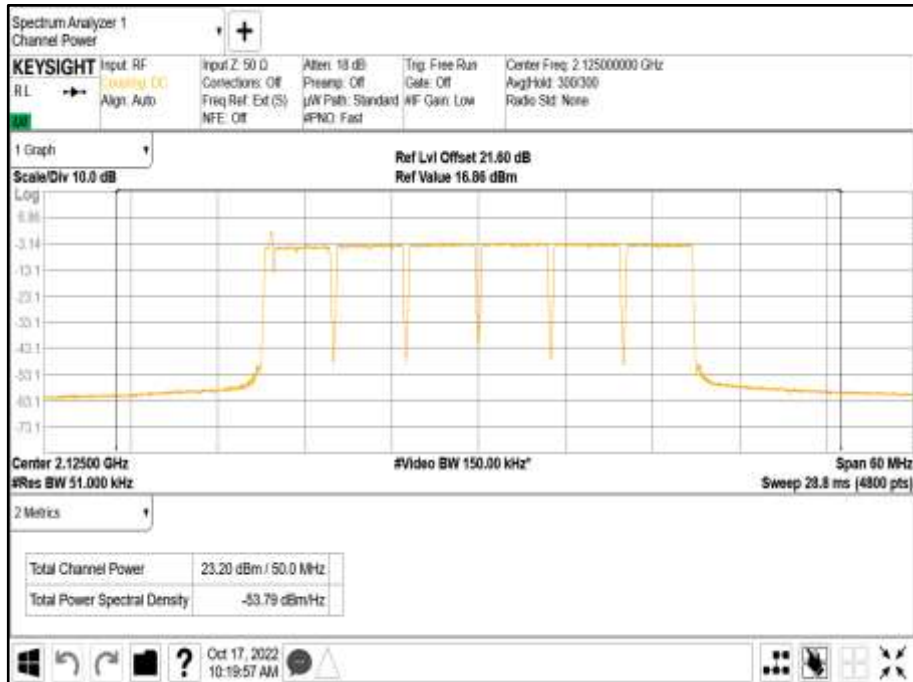 Spectrum Analyzer 1
Channel Power
+
KEYSIGHT
RL
Input: RF
Coupling: DC
Align: Auto
Input Z: 50 Ω
Corrections: Off
Freq Ref: Ext (S)
NFE: Off
Atten: 18 dB
Preamp: Off
µW Path: Standard
#PNO: Fast
Trig: Free Run
Gate: Off
#IF Gain: Low
Center Freq: 2.125000000 GHz
Avg|Hold: 300/300
Radio Std: None
1 Graph
Scale/Div 10.0 dB
Ref Lvl Offset 21.60 dB
Ref Value 16.86 dBm
Log
6.86
-3.14
-13.1
-23.1
-33.1
-43.1
-53.1
-63.1
-73.1
Center 2.12500 GHz
#Res BW 51.000 kHz
#Video BW 150.00 kHz*
Span 60 MHz
Sweep 28.8 ms (4800 pts)
2 Metrics
Total Channel Power 23.20 dBm / 50.0 MHz
Total Power Spectral Density -53.79 dBm/Hz
?
Oct 17, 2022
10:19:57 AM